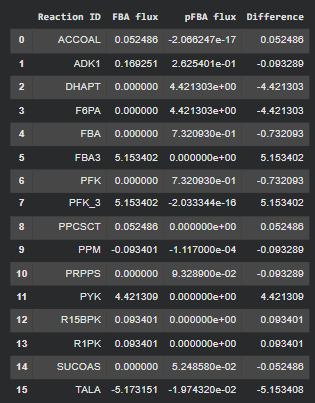 Reaction ID FBA flux pFBA flux Difference
0 ACCOAL 0.052486 -2.066247e-17 0.052486
1 ADK1 0.169251 2.625401e-01 -0.093289
2 DHAPT 0.000000 4.421303e+00 -4.421303
3 F6PA 0.000000 4.421303e+00 -4.421303
4 FBA 0.000000 7.320930e-01 -0.732093
5 FBA3 5.153402 0.000000e+00 5.153402
6 PFK 0.000000 7.320930e-01 -0.732093
7 PFK_3 5.153402 -2.033344e-16 5.153402
8 PPCSCT 0.052486 0.000000e+00 0.052486
9 PPM -0.093401 -1.117000e-04 -0.093289
10 PRPPS 0.000000 9.328900e-02 -0.093289
11 PYK 4.421309 0.000000e+00 4.421309
12 R15BPK 0.093401 0.000000e+00 0.093401
13 R1PK 0.093401 0.000000e+00 0.093401
14 SUCOAS 0.000000 5.248580e-02 -0.052486
15 TALA -5.173151 -1.974320e-02 -5.153408